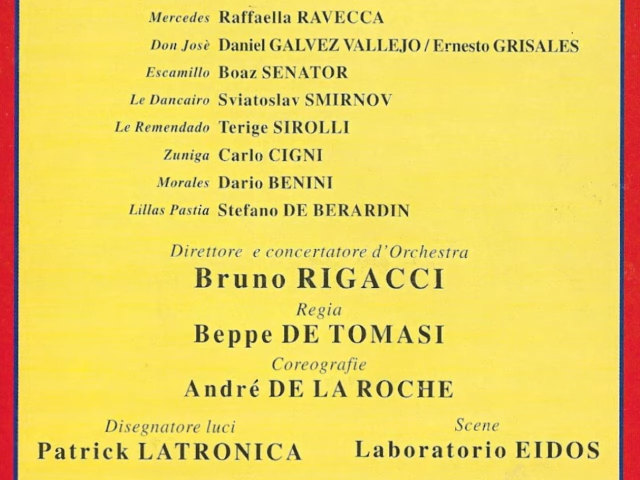 Mercedes Raffaella RAVECCA
Don Josè Daniel GALVEZ VALLEJO / Ernesto GRISALES
Escamillo Boaz SENATOR
Le Dancairo Sviatoslav SMIRNOV
Le Remendado Terige SIROLLI
Zuniga Carlo CIGNI
Morales Dario BENINI
Lillas Pastia Stefano DE BERARDIN
Direttore e concertatore d'Orchestra
Bruno RIGACCI
Regia
Beppe DE TOMASI
Coreografie
André DE LA ROCHE
Disegnatore luci Scene
Patrick LATRONICA Laboratorio EIDOS